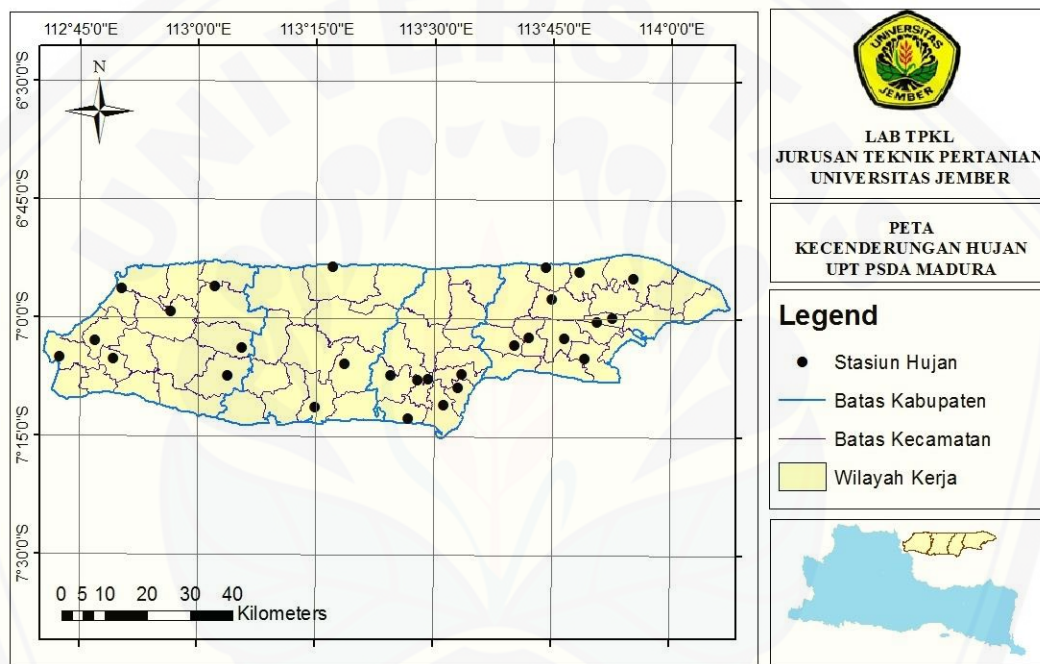 112°45'0"E 113°0'0"E 113°15'0"E 113°30'0"E 113°45'0"E 114°0'0"E
6°30'0"S
6°45'0"S
7°0'0"S
7°15'0"S
7°30'0"S
N
0 5 10 20 30 40
Kilometers
UNIVERSITAS
JEMBER
LAB TPKL
JURUSAN TEKNIK PERTANIAN
UNIVERSITAS JEMBER
PETA
KECENDERUNGAN HUJAN
UPT PSDA MADURA
Legend
Stasiun Hujan
Batas Kabupaten
Batas Kecamatan
Wilayah Kerja
UNIVERSITAS